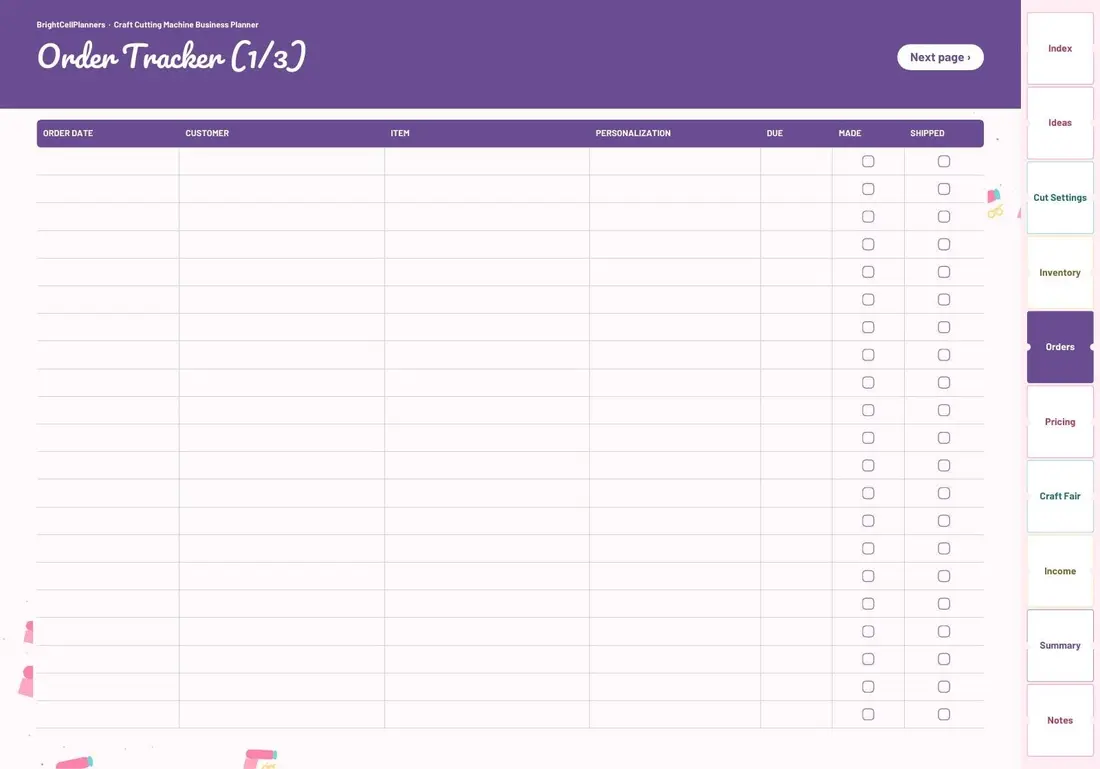 BrightCellPlanners · Craft Cutting Machine Business Planner
Order Tracker (1/3)
Next page ›
ORDER DATE CUSTOMER ITEM PERSONALIZATION DUE MADE SHIPPED
Index
Ideas
Cut Settings
Inventory
Orders
Pricing
Craft Fair
Income
Summary
Notes